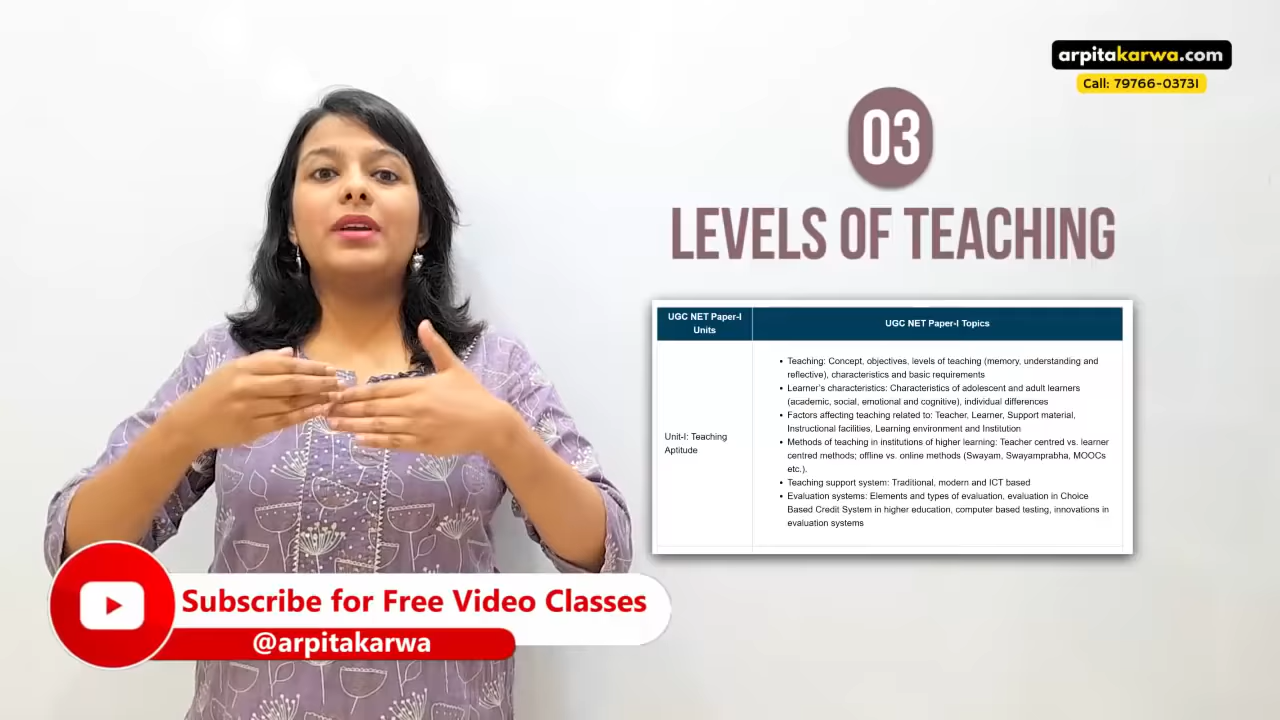 arpitakarwa.com
Call: 79766-03731
03
LEVELS OF TEACHING
UGC NET Paper-I
Units
UGC NET Paper-I Topics
Unit-I: Teaching
Aptitude
• Teaching: Concept, objectives, levels of teaching (memory, understanding and
reflective), characteristics and basic requirements
• Learner's characteristics: Characteristics of adolescent and adult learners
(academic, social, emotional and cognitive), individual differences
• Factors affecting teaching related to: Teacher, Learner, Support material,
Instructional facilities, Learning environment and Institution
• Methods of teaching in institutions of higher learning: Teacher centred vs. learner
centred methods; offline vs. online methods (Swayam, Swayamprabha, MOOCs
etc.).
• Teaching support system: Traditional, modern and ICT based
• Evaluation systems: Elements and types of evaluation, evaluation in Choice
Based Credit System in higher education, computer based testing, innovations in
evaluation systems
Subscribe for Free Video Classes
@arpitakarwa